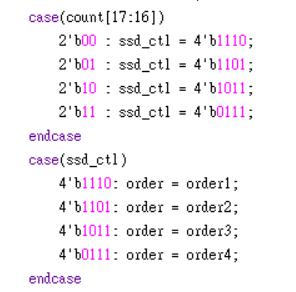 case(count[17:16])
2'b00 : ssd_ctl = 4'b1110;
2'b01 : ssd_ctl = 4'b1101;
2'b10 : ssd_ctl = 4'b1011;
2'b11 : ssd_ctl = 4'b0111;
endcase
case(ssd_ctl)
4'b1110: order = order1;
4'b1101: order = order2;
4'b1011: order = order3;
4'b0111: order = order4;
endcase